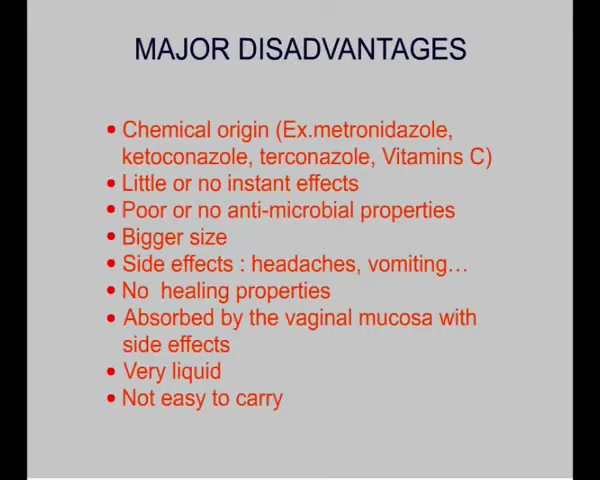 MAJOR DISADVANTAGES
• Chemical origin (Ex.metronidazole,
ketoconazole, terconazole, Vitamins C)
• Little or no instant effects
• Poor or no anti-microbial properties
• Bigger size
• Side effects : headaches, vomiting…
• No healing properties
• Absorbed by the vaginal mucosa with
side effects
• Very liquid
• Not easy to carry